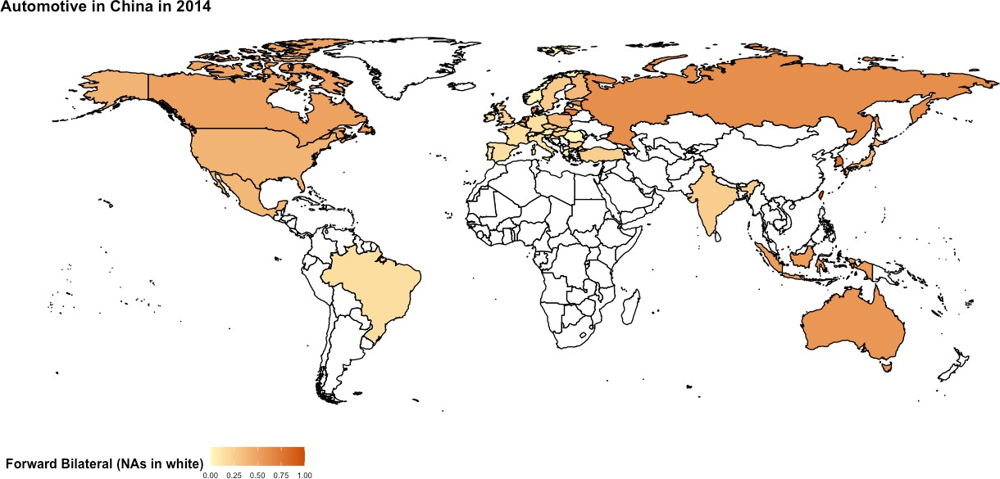 Automotive in China in 2014
Forward Bilateral (NAs in white)
0.00 0.25 0.50 0.75 1.00